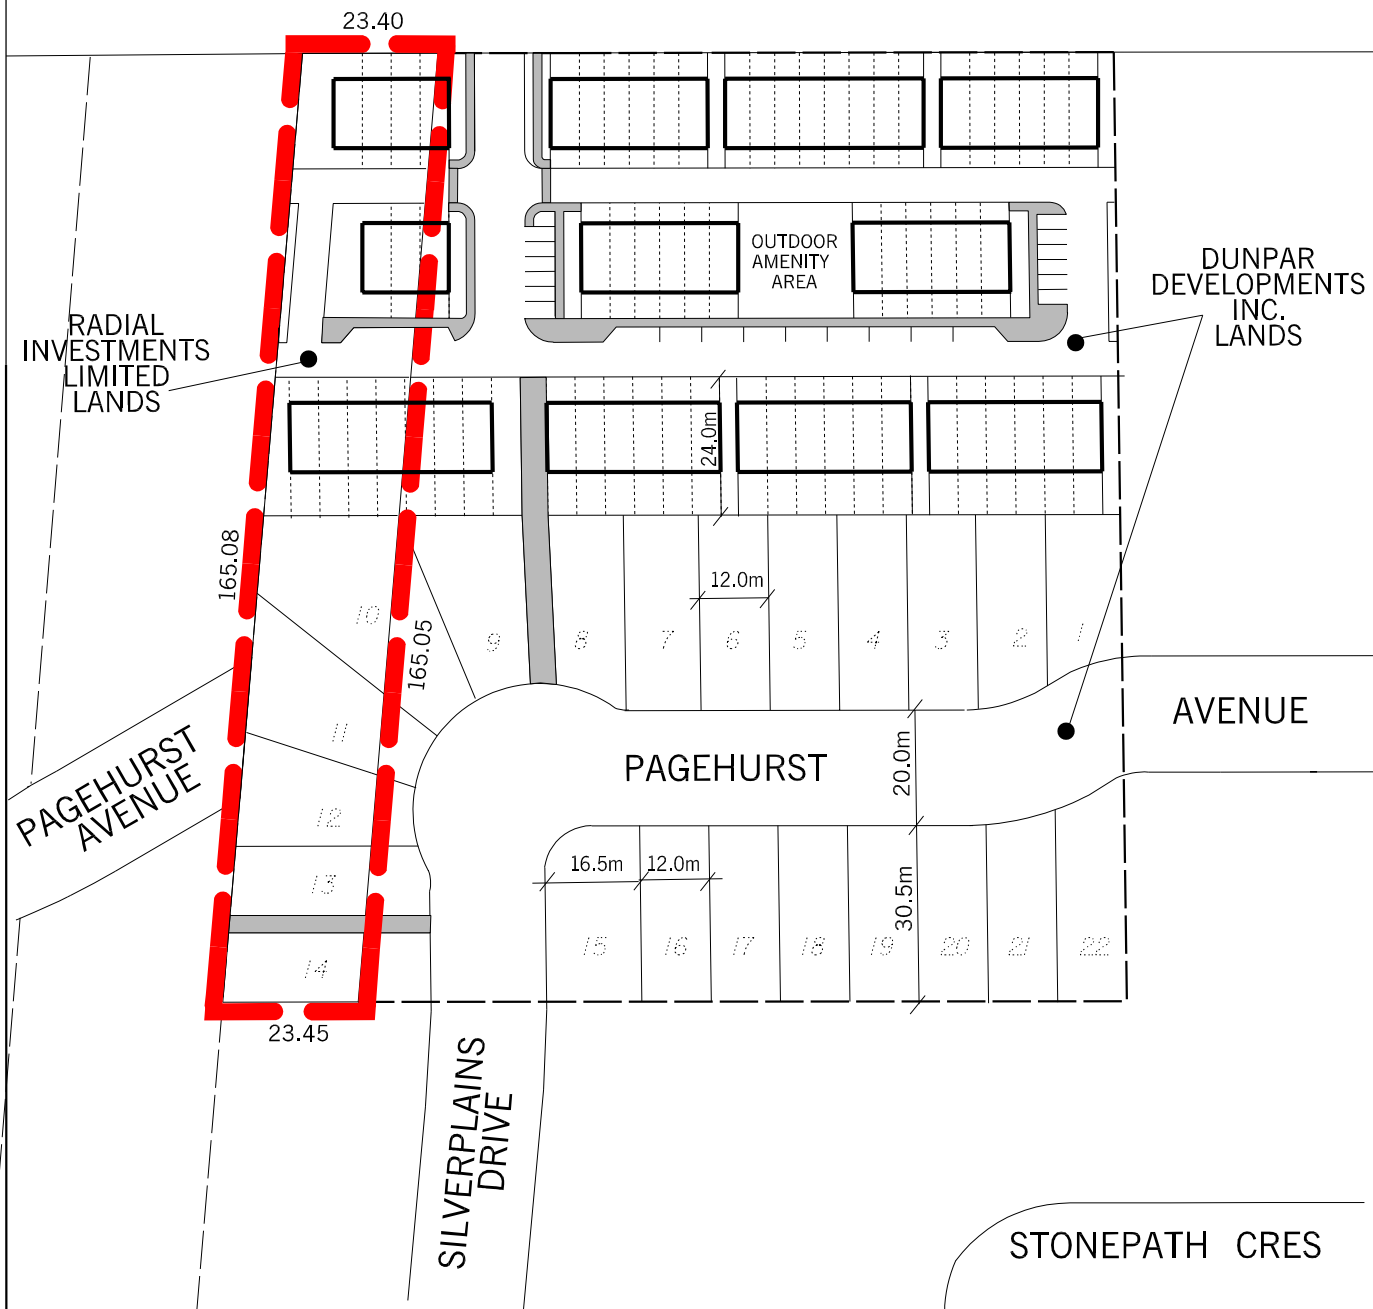 23.40
OUTDOOR
AMENITY
AREA
DUNPAR
DEVELOPMENTS
INC.
LANDS
RADIAL
INVESTMENTS
LIMITED
LANDS
24.0m
165.08
12.0m
10
165.05
9
8
7
6
5
4
3
2
1
11
AVENUE
PAGEHURST
AVENUE
PAGEHURST
20.0m
12
13
16.5m
12.0m
30.5m
14
15
16
17
18
19
20
21
22
23.45
SILVERPLAINS
DRIVE
STONEPATH CRES